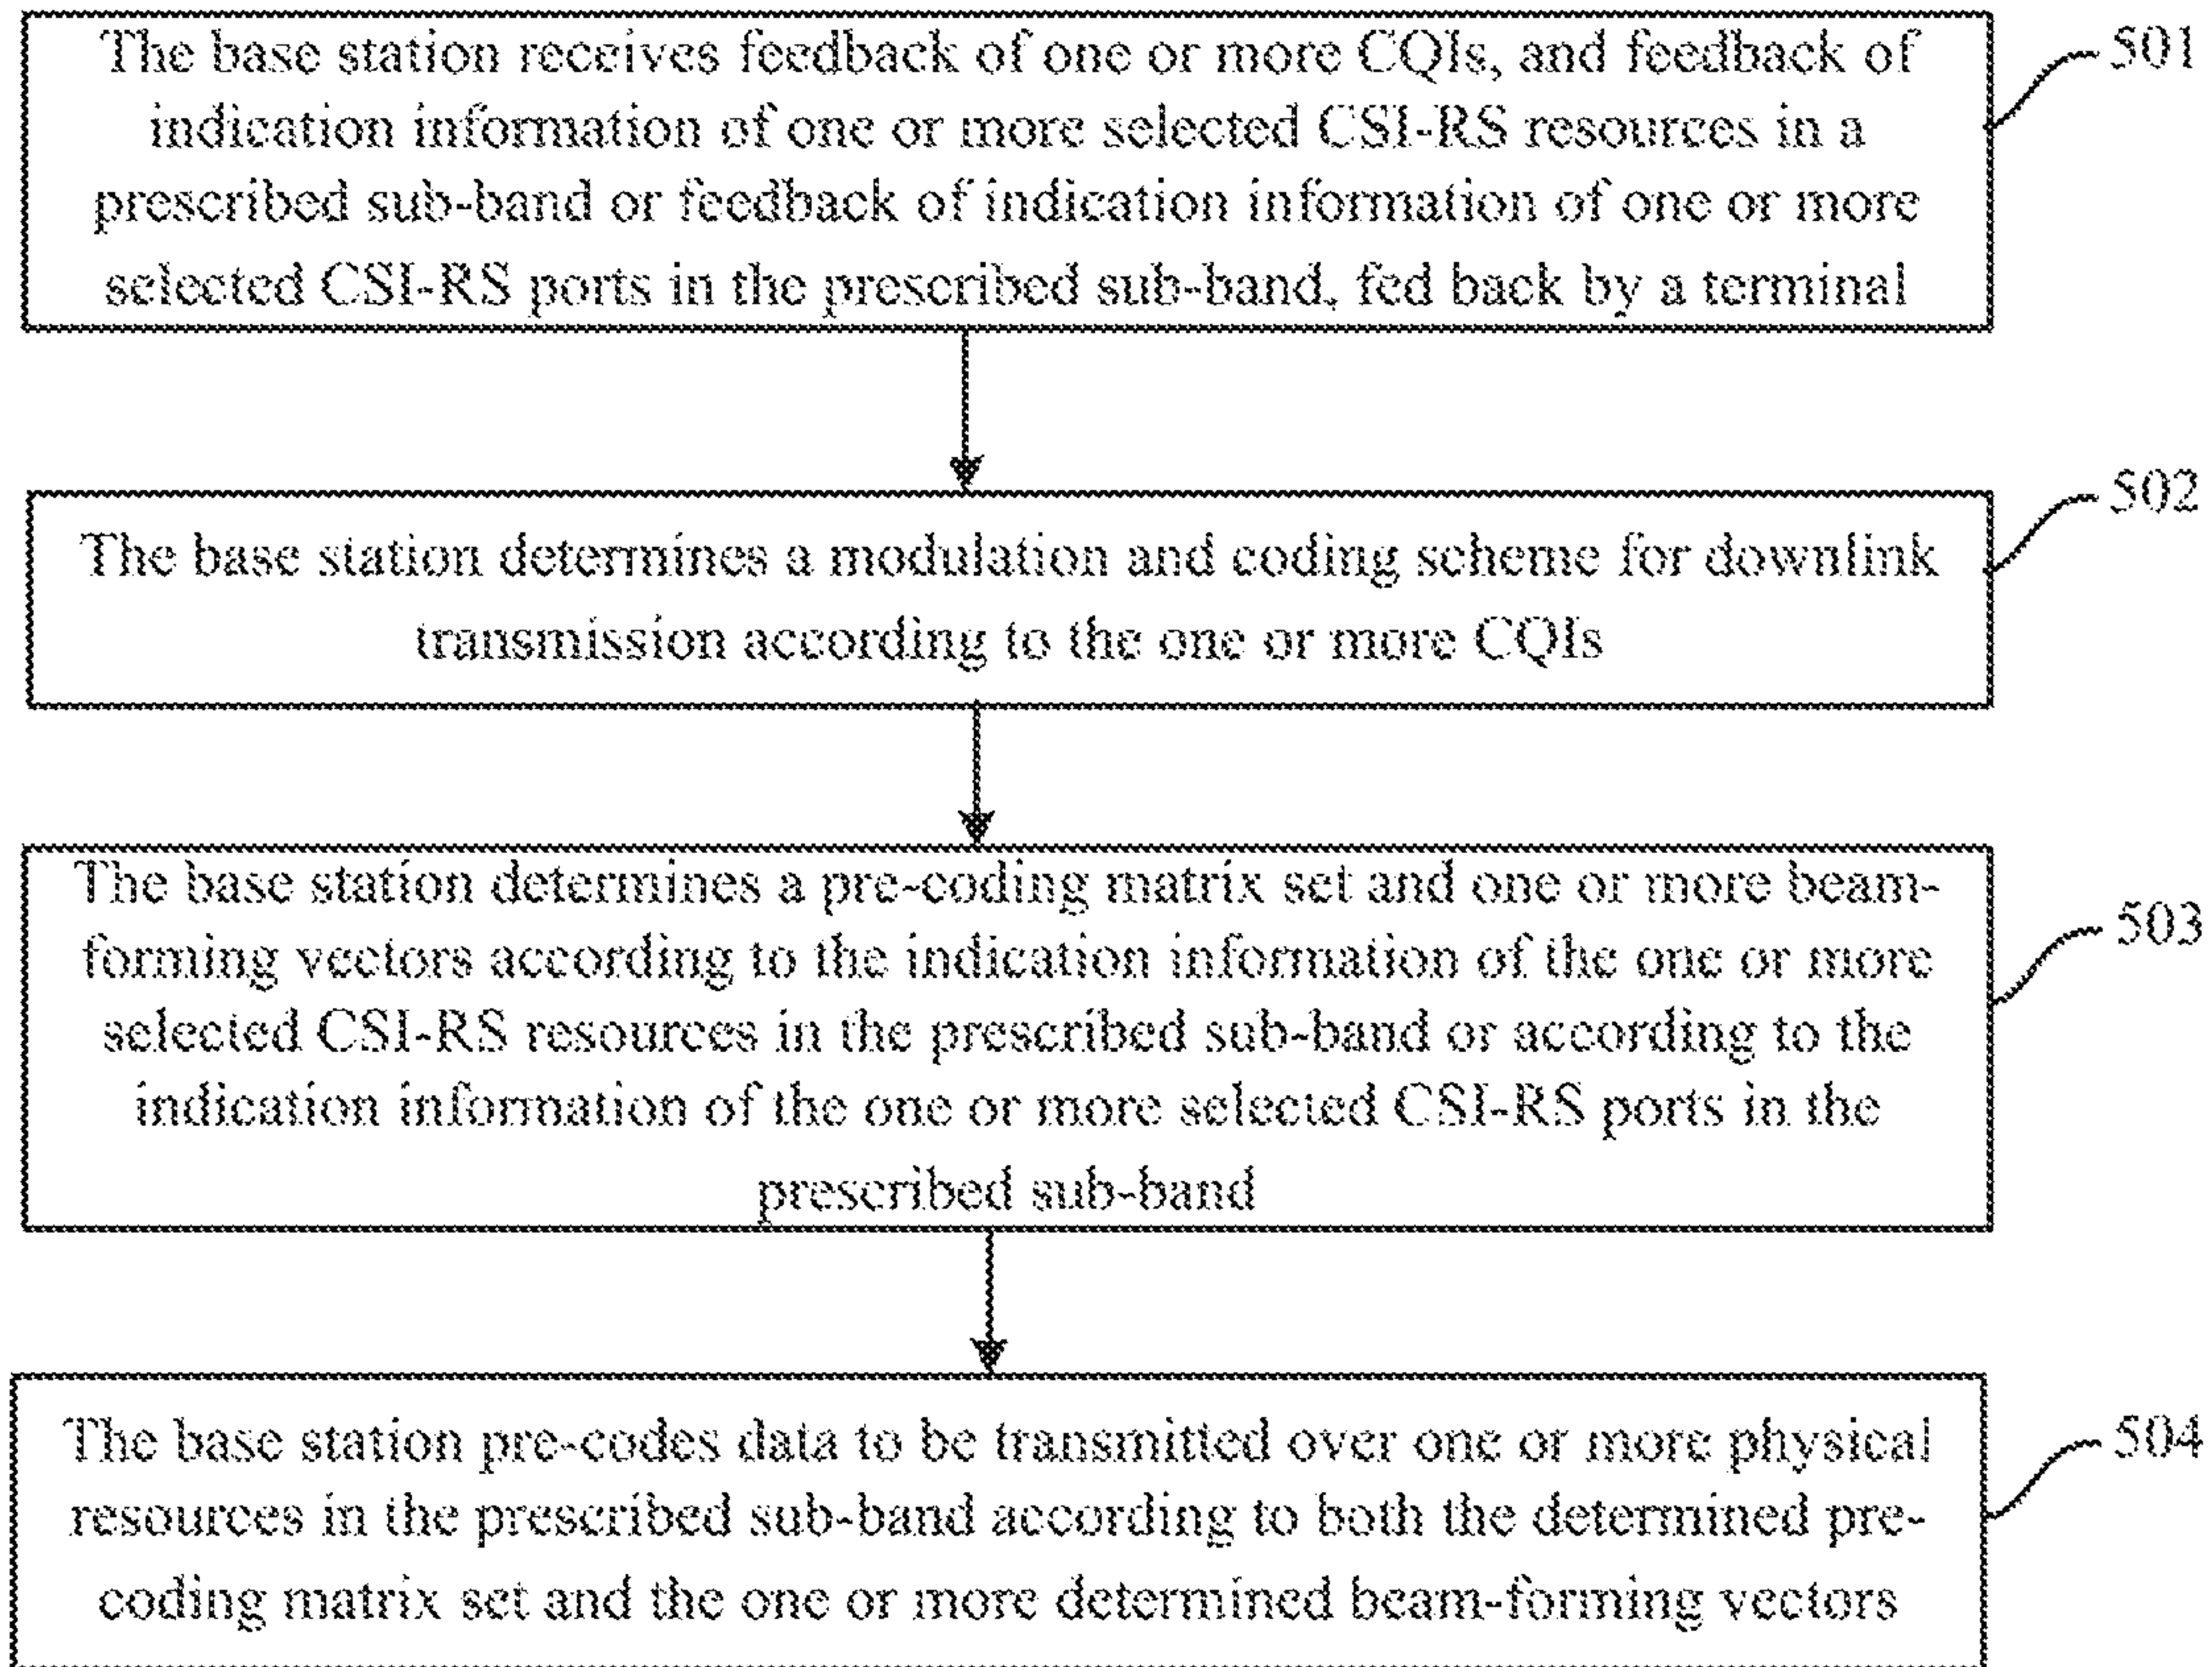 The base station receives feedback of one or more CQIs, and feedback of
indication information of one or more selected CSI-RS resources in a
prescribed sub-band or feedback of indication information of one or more
selected CSI-RS ports in the prescribed sub-band, fed back by a terminal
501
The base station determines a modulation and coding scheme for downlink
transmission according to the one or more CQIs
502
The base station determines a pre-coding matrix set and one or more beam-
forming vectors according to the indication information of the one or more
selected CSI-RS resources in the prescribed sub-band or according to the
indication information of the one or more selected CSI-RS ports in the
prescribed sub-band
503
The base station pre-codes data to be transmitted over one or more physical
resources in the prescribed sub-band according to both the determined pre-
coding matrix set and the one or more determined beam-forming vectors
504